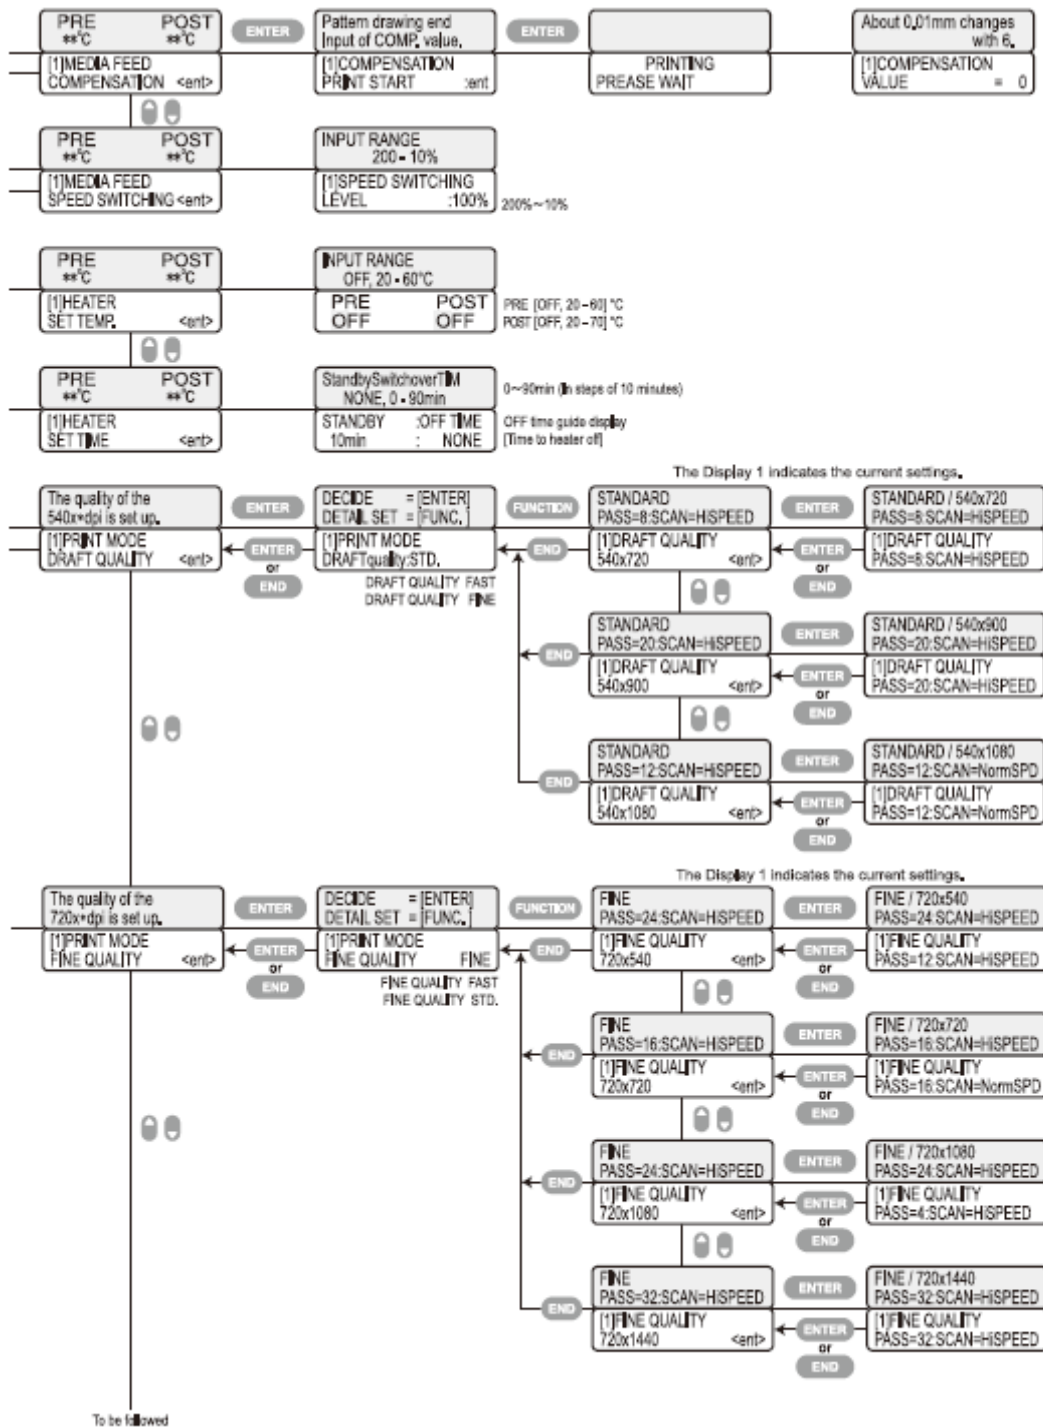 PRE POST
**°C **°C
[1]MEDIA FEED
COMPENSATION <ent>
ENTER
Pattern drawing end
Input of COMP. value.
[1]COMPENSATION
PRINT START :ent
ENTER
PRINTING
PREASE WAIT
About 0.01mm changes
with 6.
[1]COMPENSATION
VALUE = 0
PRE POST
**°C **°C
[1]MEDIA FEED
SPEED SWITCHING <ent>
INPUT RANGE
200 - 10%
[1]SPEED SWITCHING
LEVEL :100%
200%~10%
PRE POST
**°C **°C
[1]HEATER
SET TEMP. <ent>
INPUT RANGE
OFF, 20 - 60°C
PRE POST
OFF OFF
PRE [OFF, 20 - 60] °C
POST [OFF, 20 - 70] °C
PRE POST
**°C **°C
[1]HEATER
SET TIME <ent>
StandbySwitchoverTIM
NONE, 0 - 90min
STANDBY :OFF TIME
10min : NONE
0~90min (In steps of 10 minutes)
OFF time guide display
[Time to heater off]
The Display 1 indicates the current settings.
The quality of the
540x*dpi is set up.
[1]PRINT MODE
DRAFT QUALITY <ent>
ENTER
ENTER
or
END
DECIDE = [ENTER]
DETAIL SET = [FUNC. ]
[1]PRINT MODE
DRAFTquality:STD.
DRAFT QUALITY FAST
DRAFT QUALITY FINE
FUNCTION
END
STANDARD
PASS=8:SCAN=HiSPEED
[1]DRAFT QUALITY
540x720 <ent>
ENTER
ENTER
or
END
STANDARD / 540x720
PASS=8:SCAN=HiSPEED
[1]DRAFT QUALITY
PASS=8:SCAN=HiSPEED
END
STANDARD
PASS=20:SCAN=HiSPEED
[1]DRAFT QUALITY
540x900 <ent>
ENTER
ENTER
or
END
STANDARD / 540x900
PASS=20:SCAN=HiSPEED
[1]DRAFT QUALITY
PASS=20:SCAN=HiSPEED
END
STANDARD
PASS=12:SCAN=HiSPEED
[1]DRAFT QUALITY
540x1080 <ent>
ENTER
ENTER
or
END
STANDARD / 540x1080
PASS=12:SCAN=NormSPD
[1]DRAFT QUALITY
PASS=12:SCAN=NormSPD
The Display 1 indicates the current settings.
The quality of the
720x*dpi is set up.
[1]PRINT MODE
FINE QUALITY <ent>
ENTER
ENTER
or
END
DECIDE = [ENTER]
DETAIL SET = [FUNC. ]
[1]PRINT MODE
FINE QUALITY FINE
FINE QUALITY FAST
FINE QUALITY STD.
FUNCTION
END
FINE
PASS=24:SCAN=HiSPEED
[1]FINE QUALITY
720x540 <ent>
ENTER
ENTER
or
END
FINE / 720x540
PASS=24:SCAN=HiSPEED
[1]FINE QUALITY
PASS=12:SCAN=HiSPEED
END
FINE
PASS=16:SCAN=HiSPEED
[1]FINE QUALITY
720x720 <ent>
ENTER
ENTER
or
END
FINE / 720x720
PASS=16:SCAN=HiSPEED
[1]FINE QUALITY
PASS=16:SCAN=NormSPD
END
FINE
PASS=24:SCAN=HiSPEED
[1]FINE QUALITY
720x1080 <ent>
ENTER
ENTER
or
END
FINE / 720x1080
PASS=24:SCAN=HiSPEED
[1]FINE QUALITY
PASS=4:SCAN=HiSPEED
END
FINE
PASS=32:SCAN=HiSPEED
[1]FINE QUALITY
720x1440 <ent>
ENTER
ENTER
or
END
FINE / 720x1440
PASS=32:SCAN=HiSPEED
[1]FINE QUALITY
PASS=32:SCAN=HiSPEED
To be followed